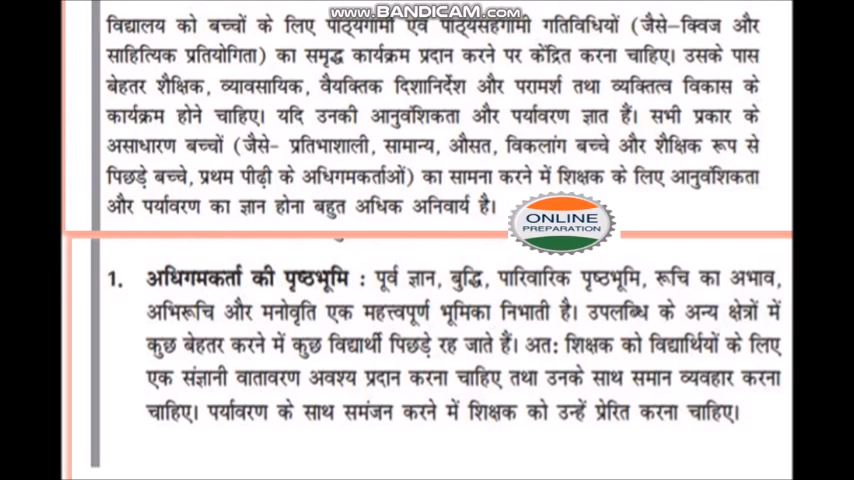 www.BANDICAM.com
विद्यालय को बच्चों के लिए पाठ्यगामी एवं पाठ्यसहगामी गतिविधियों (जैसे-क्विज और
साहित्यिक प्रतियोगिता) का समृद्ध कार्यक्रम प्रदान करने पर केंद्रित करना चाहिए। उसके पास
बेहतर शैक्षिक, व्यावसायिक, वैयक्तिक दिशानिर्देश और परामर्श तथा व्यक्तित्व विकास के
कार्यक्रम होने चाहिए। यदि उनकी आनुवंशिकता और पर्यावरण ज्ञात हैं। सभी प्रकार के
असाधारण बच्चों (जैसे- प्रतिभाशाली, सामान्य, औसत, विकलांग बच्चे और शैक्षिक रूप से
पिछड़े बच्चे, प्रथम पीढ़ी के अधिगमकर्ताओं) का सामना करने में शिक्षक के लिए आनुवंशिकता
और पर्यावरण का ज्ञान होना बहुत अधिक अनिवार्य है।
ONLINE
PREPARATION
1. अधिगमकर्ता की पृष्ठभूमि : पूर्व ज्ञान, बुद्धि, पारिवारिक पृष्ठभूमि, रूचि का अभाव,
अभिरूचि और मनोवृति एक महत्त्वपूर्ण भूमिका निभाती है। उपलब्धि के अन्य क्षेत्रों में
कुछ बेहतर करने में कुछ विद्यार्थी पिछड़े रह जाते हैं। अत: शिक्षक को विद्यार्थियों के लिए
एक संज्ञानी वातावरण अवश्य प्रदान करना चाहिए तथा उनके साथ समान व्यवहार करना
चाहिए। पर्यावरण के साथ समंजन करने में शिक्षक को उन्हें प्रेरित करना चाहिए।